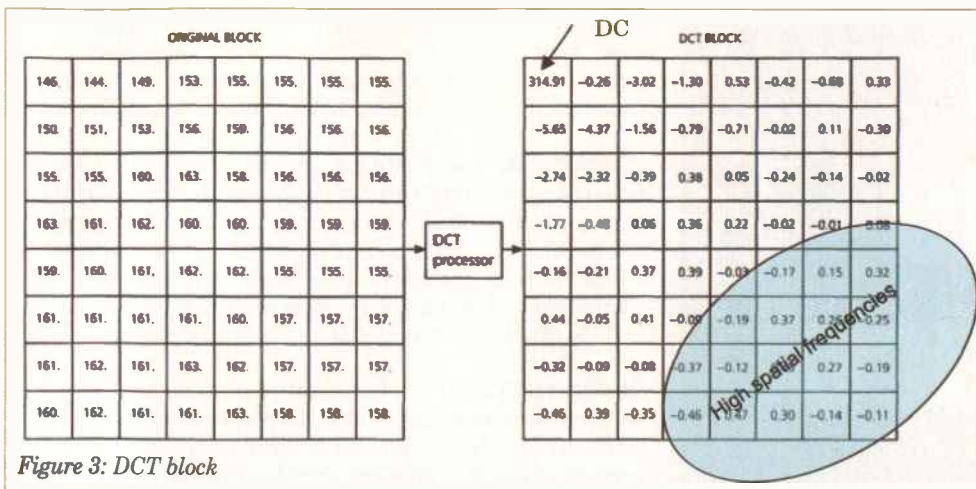 ORIGINAL BLOCK
DC
DCT BLOCK
146. 144. 149. 153. 155. 155. 155. 155.
150. 151. 153. 156. 159. 156. 156. 156.
155. 155. 160. 163. 158. 156. 156. 156.
163. 161. 162. 160. 160. 159. 159. 159.
159. 160. 161. 162. 162. 155. 155. 155.
161. 161. 161. 161. 160. 157. 157. 157.
161. 162. 161. 163. 162. 157. 157. 157.
160. 162. 161. 161. 163. 158. 158. 158.
DCT
processor
314.91 -0.26 -3.02 -1.30 0.53 -0.42 -0.68 0.33
-5.65 -4.37 -1.56 -0.79 -0.71 -0.02 0.11 -0.30
-2.74 -2.32 -0.39 0.38 0.05 -0.24 -0.14 -0.02
-1.77 -0.48 0.06 0.36 0.22 -0.02 -0.01 0.08
-0.16 -0.21 0.37 0.39 -0.03 -0.17 0.15 0.32
0.44 -0.05 0.41 -0.09 -0.19 0.37 0.26 -0.25
-0.32 -0.09 -0.08 -0.37 -0.12 0.27 -0.19
-0.46 0.39 -0.35 -0.46 0.47 0.30 -0.14 -0.11
High spatial frequencies
Figure 3: DCT block